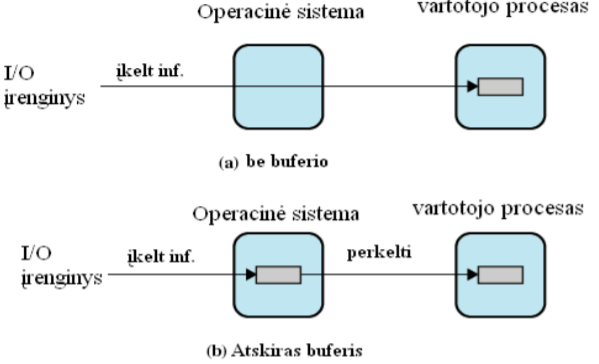 Operacinė sistema
vartotojo procesas
I/O
įrenginys
įkelt inf.
(a) be buferio
Operacinė sistema
vartotojo procesas
I/O
įrenginys
įkelt inf.
perkelti
(b) Atskiras buferis